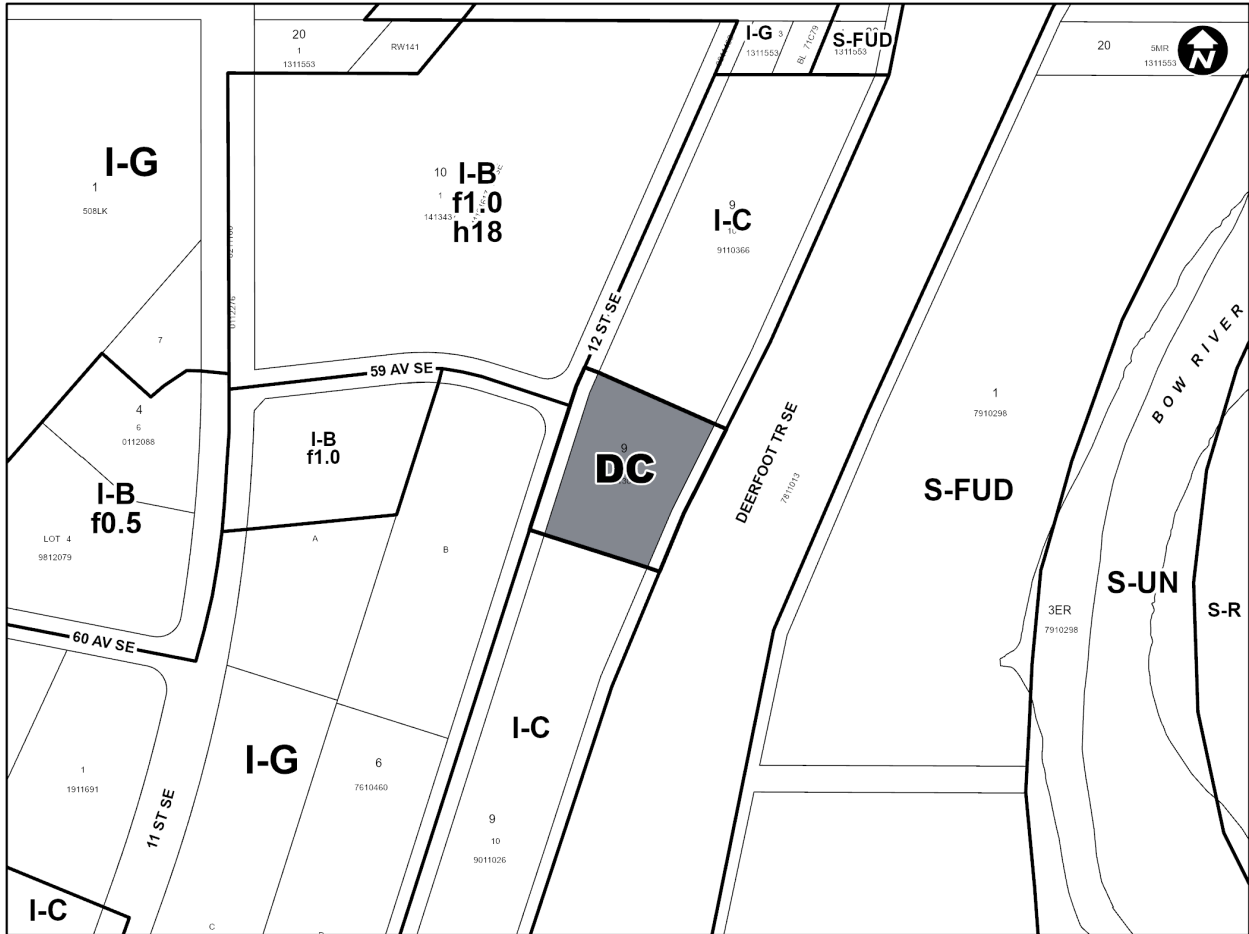 20
1
1311553
RW141
I-G
3
1311553
BL 71C79
S-FUD
1311553
20
5MR
1311553
N
I-G
1
508LK
10
1
I-B
f1.0
h18
9
I-C
10
9110366
0112276
7
12 ST SE
59 AV SE
4
6
0112088
I-B
f0.5
LOT 4
9812079
I-B
f1.0
A
B
9
DC
DEERFOOT TR SE
7811013
1
7910298
BOW RIVER
S-FUD
S-UN
3ER
7910298
S-R
60 AV SE
1
1911691
11 ST SE
I-G
6
7610460
I-C
9
10
9011026
I-C
C